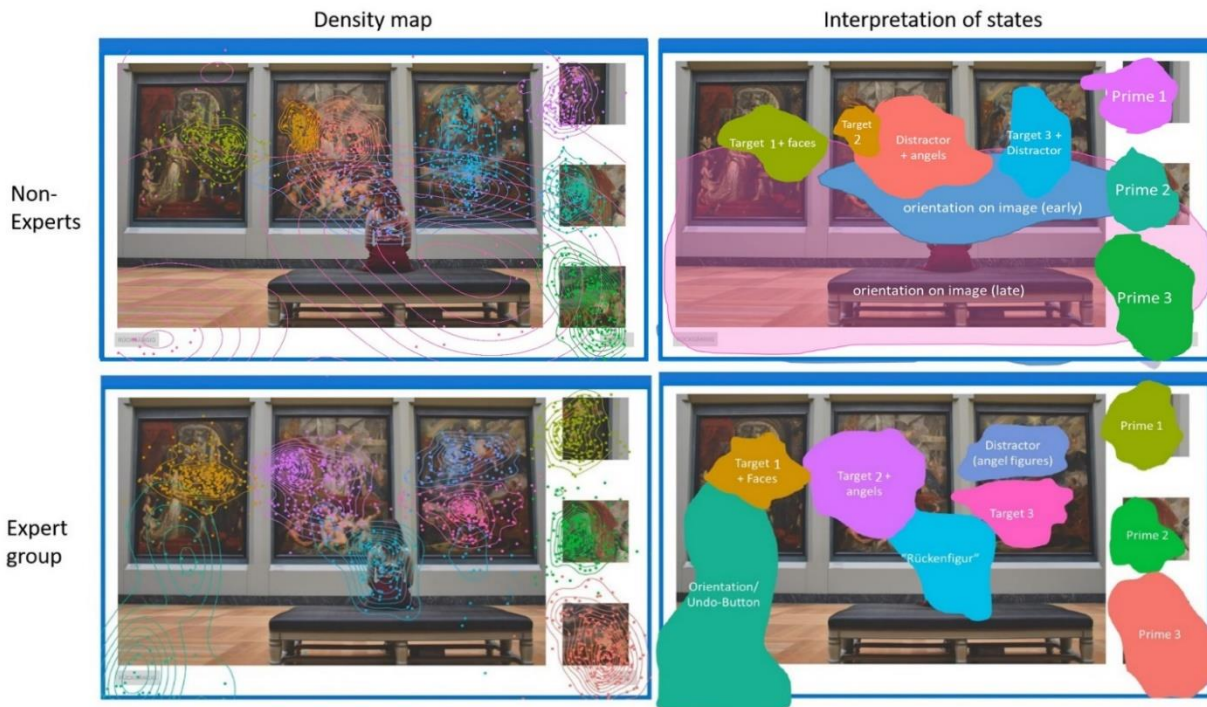 Density map
Interpretation of states
Non-
Experts
Target 1 + faces
Target
2
Distractor
+ angels
Target 3 +
Distractor
Prime 1
Prime 2
orientation on image (early)
orientation on image (late)
Prime 3
Expert
group
Target 1
+ Faces
Target 2 +
angels
Distractor
(angel figures)
Target 3
"Rückenfigur"
Orientation/
Undo-Button
Prime 1
Prime 2
Prime 3